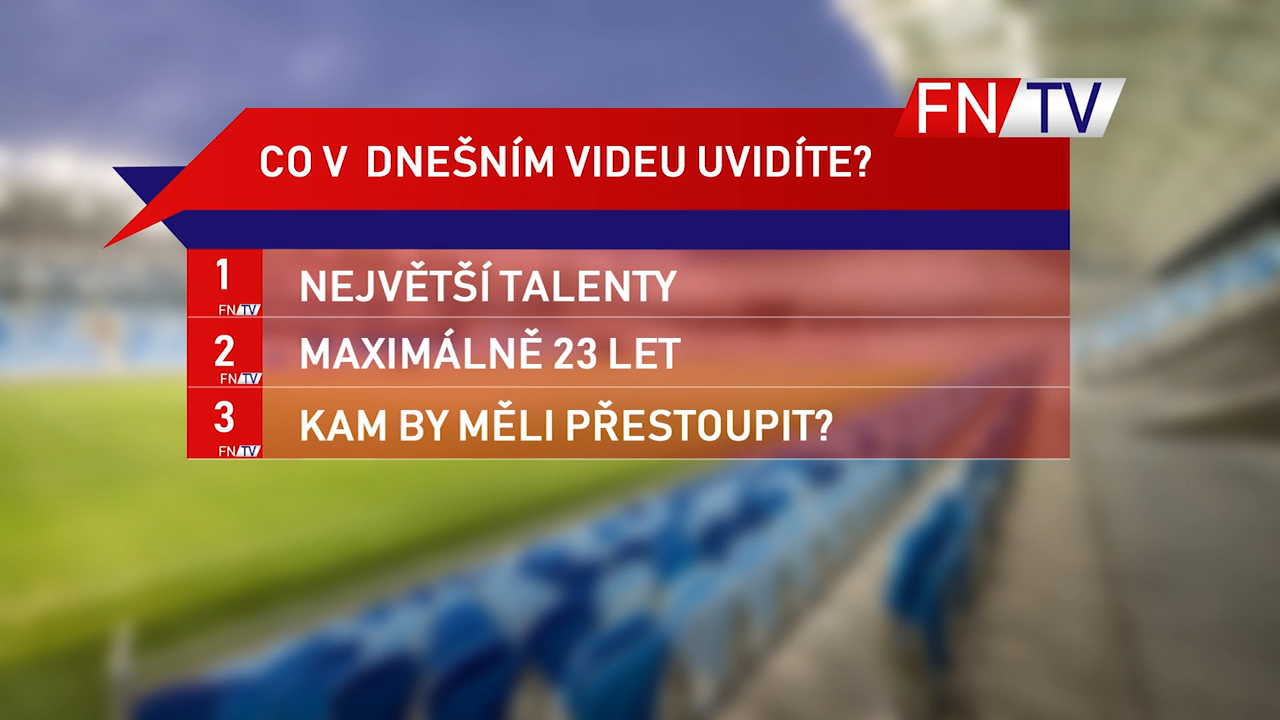 FN/TV
CO V DNEŠNÍM VIDEU UVIDÍTE?
1 NEJVĚTŠÍ TALENTY
FN/TV
2 MAXIMÁLNĚ 23 LET
FN/TV
3 KAM BY MĚLI PŘESTOUPIT?
FN/TV